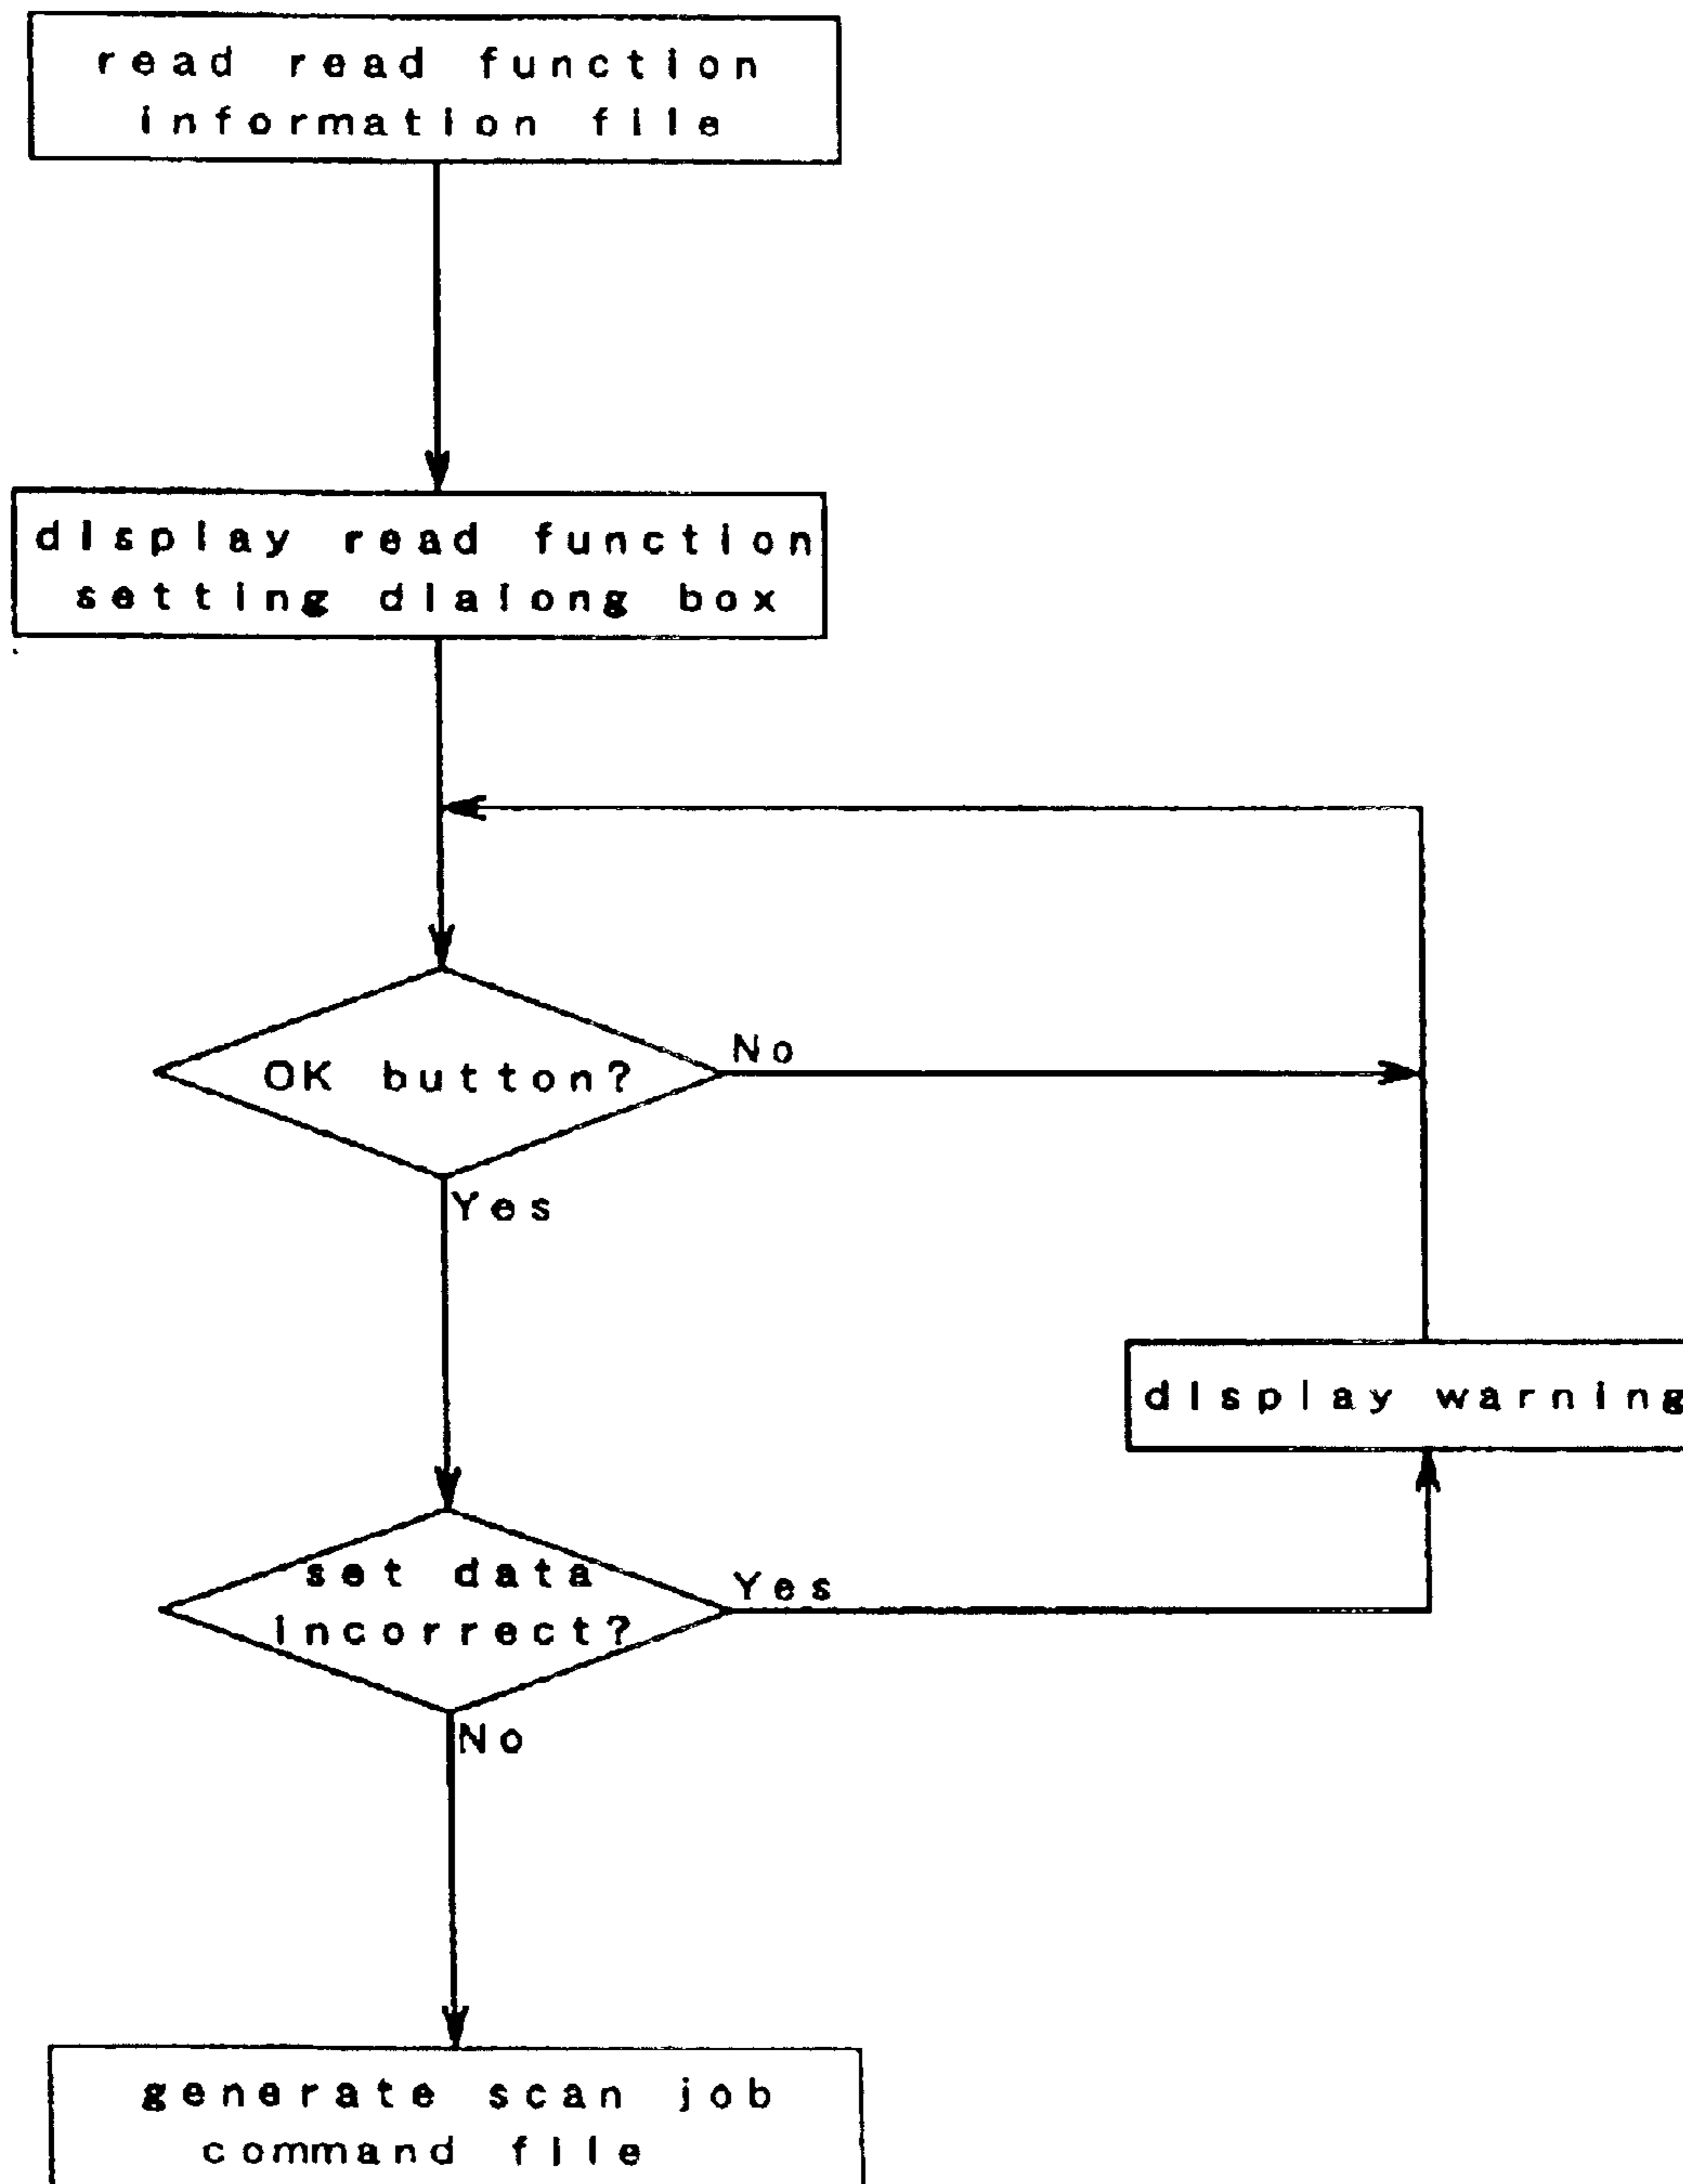 read read function
information file
display read function
setting dialong box
OK button?
No
Yes
display warning
set data
incorrect?
Yes
No
generate scan job
command file